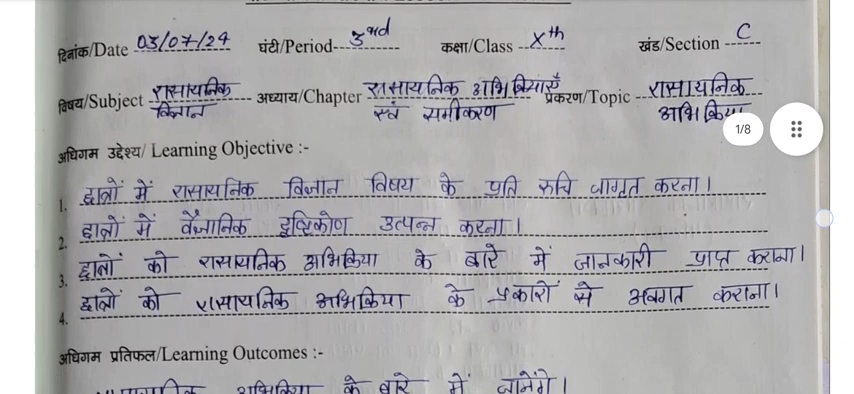 दिनांक/Date 03/07/24 घंटी/Period 3rd कक्षा/Class Xth खंड/Section C
विषय/Subject रासायनिक विज्ञान अध्याय/Chapter रासायनिक अभिक्रियाएँ एवं समीकरण प्रकरण/Topic रासायनिक अभिक्रिया
1/8
अधिगम उद्देश्य/ Learning Objective :-
1. छात्रों में रासायनिक विज्ञान विषय के प्रति रुचि जागृत करना।
2. छात्रों में वैज्ञानिक दृष्टिकोण उत्पन्न करना।
3. छात्रों को रासायनिक अभिक्रिया के बारे में जानकारी प्राप्त कराना।
4. छात्रों को रासायनिक अभिक्रिया के प्रकारों से अवगत कराना।
अधिगम प्रतिफल/Learning Outcomes :-
अभिक्रिया के बारे में जानेंगे।